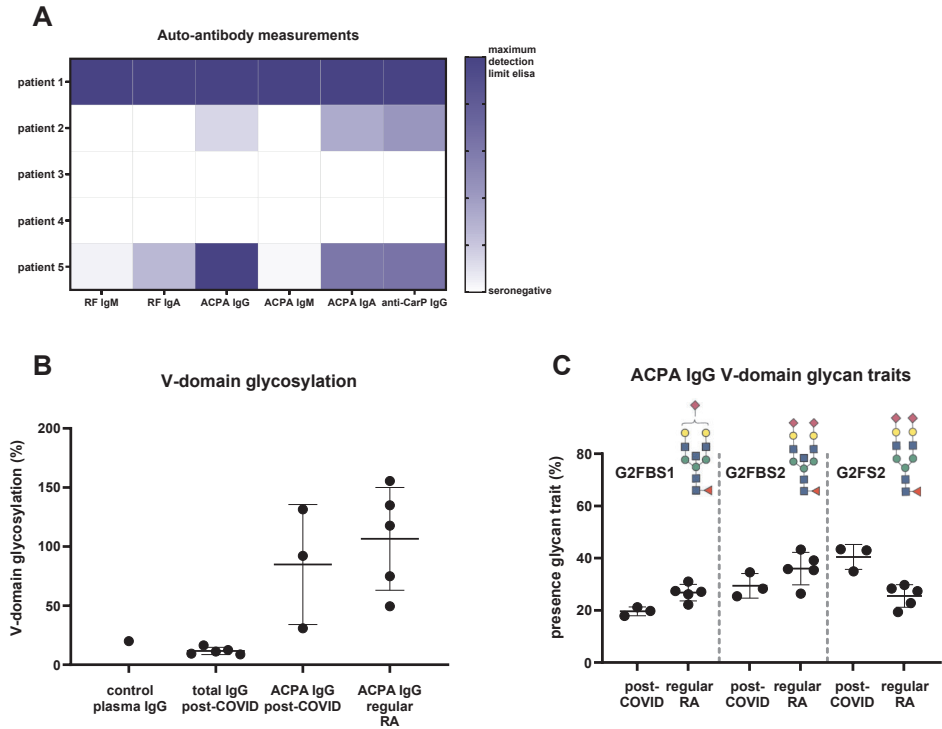 A
Auto-antibody measurements
maximum
detection
limit elisa
patient 1
patient 2
patient 3
patient 4
patient 5
seronegative
RF IgM RF IgA ACPA IgG ACPA IgM ACPA IgA anti-CarP IgG
B
V-domain glycosylation
V-domain glycosylation (%)
200
150
100
50
0
control
plasma IgG
total IgG
post-COVID
ACPA IgG
post-COVID
ACPA IgG
regular
RA
C
ACPA IgG V-domain glycan traits
presence glycan trait (%)
80
60
40
20
0
G2FBS1 G2FBS2 G2FS2
post-
COVID
regular
RA
post-
COVID
regular
RA
post-
COVID
regular
RA